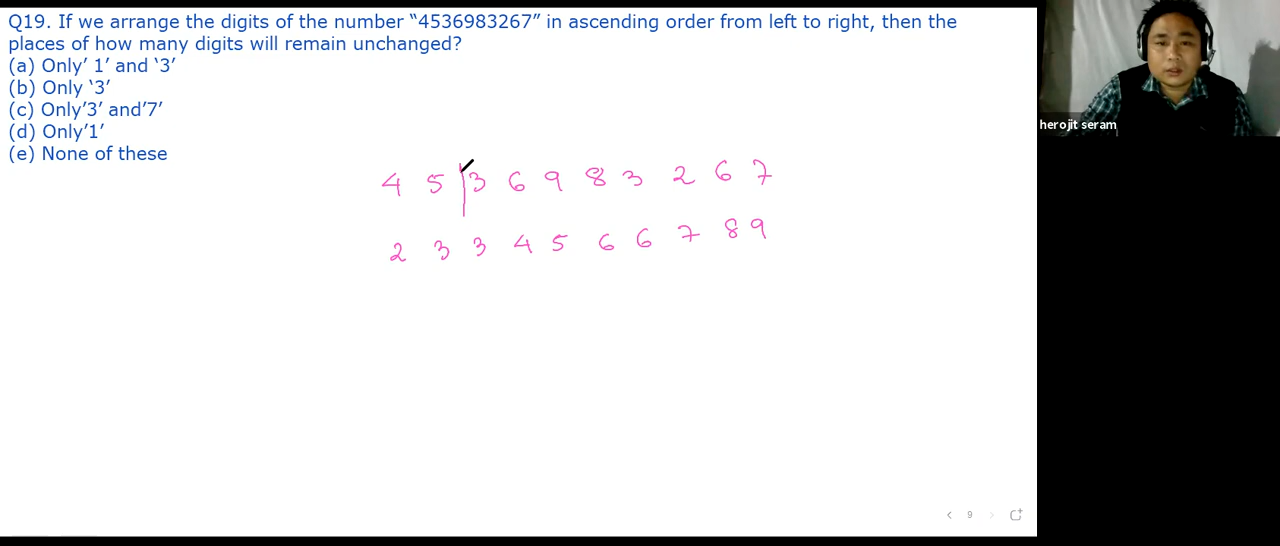 Q19. If we arrange the digits of the number “4536983267” in ascending order from left to right, then the
places of how many digits will remain unchanged?
(a) Only’ 1’ and ‘3’
(b) Only ‘3’
(c) Only’3’ and’7’
(d) Only’1’
(e) None of these
4 5 3 6 9 8 3 2 6 7
2 3 3 4 5 6 6 7 8 9
herojit seram
9